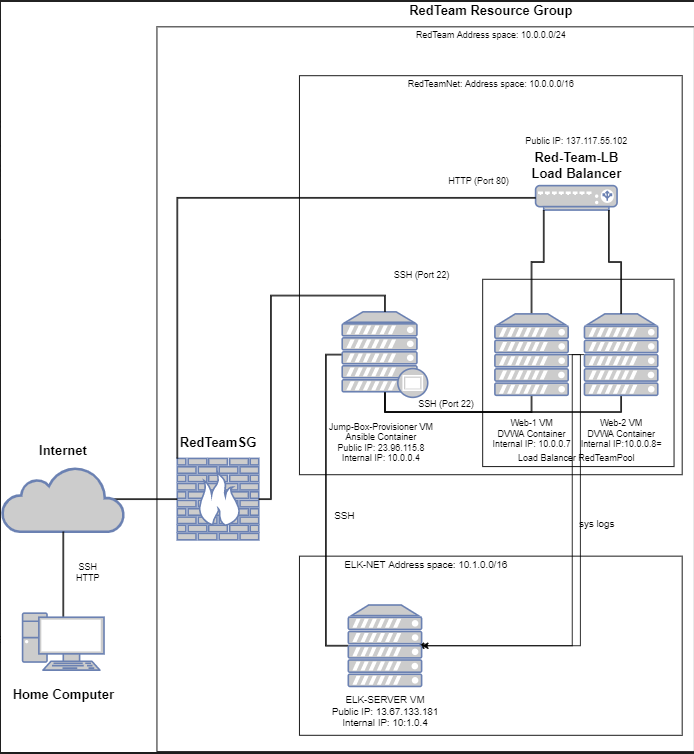 RedTeam Resource Group
RedTeam Address space: 10.0.0.0/24
RedTeamNet: Address space: 10.0.0.0/16
Public IP: 137.117.55.102
Red-Team-LB
Load Balancer
HTTP (Port 80)
SSH (Port 22)
SSH (Port 22)
Jump-Box-Provisioner VM
Ansible Container
Public IP: 23.96.115.8
Internal IP: 10.0.0.4
Web-1 VM
DVWA Container
Internal IP: 10.0.0.7
Web-2 VM
DVWA Container
Internal IP:10.0.0.8=
Load Balancer RedTeamPool
RedTeamSG
Internet
SSH
sys logs
SSH
HTTP
ELK-NET Address space: 10.1.0.0/16
Home Computer
ELK-SERVER VM
Public IP: 13.67.133.181
Internal IP: 10:1.0.4